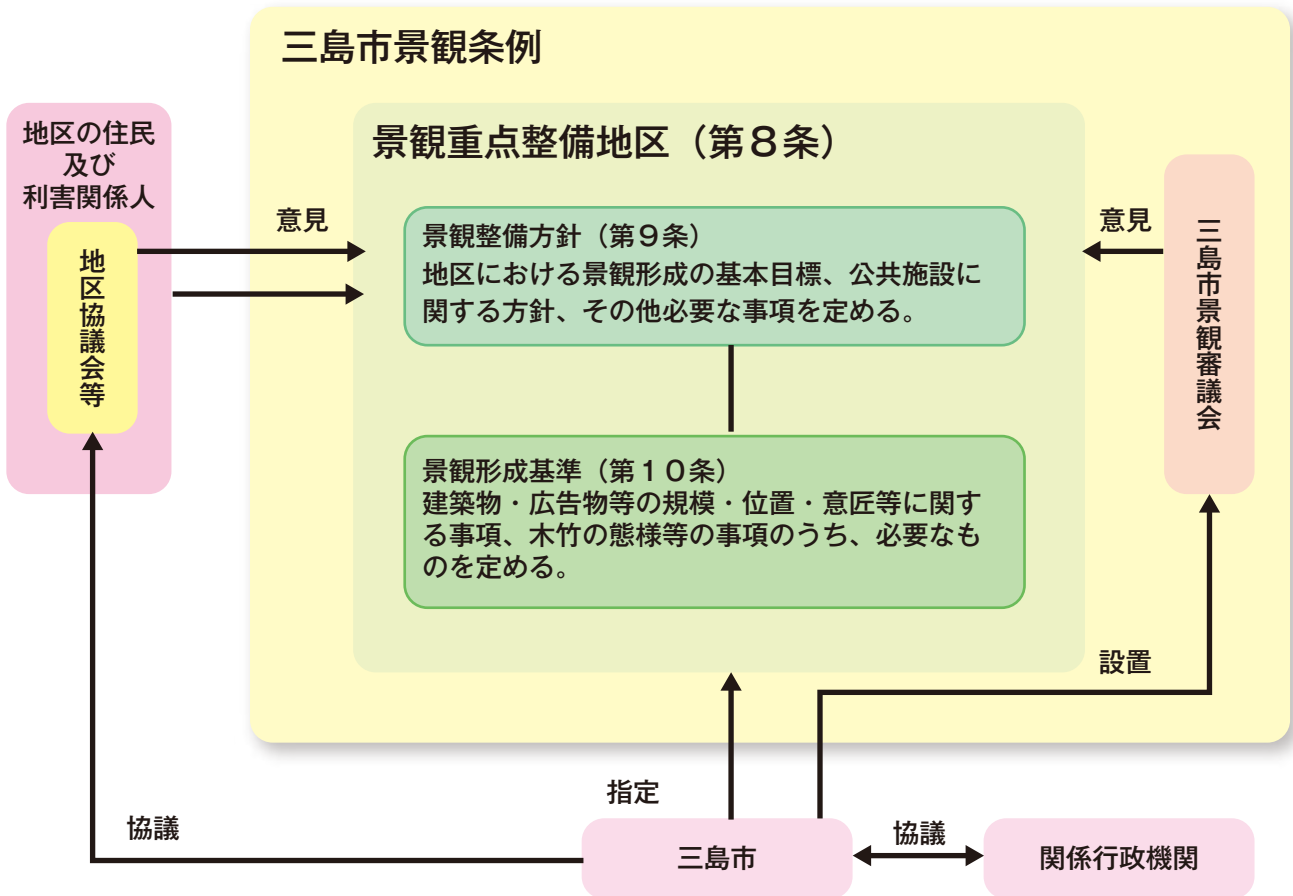 三島市景観条例
地区の住民
及び
利害関係人
地区協議会等
意見
景観重点整備地区（第８条）
景観整備方針（第９条）
地区における景観形成の基本目標、公共施設に
関する方針、その他必要な事項を定める。
景観形成基準（第１０条）
建築物・広告物等の規模・位置・意匠等に関す
る事項、木竹の態様等の事項のうち、必要なも
のを定める。
意見
三島市景観審議会
設置
指定
協議
三島市
協議
関係行政機関